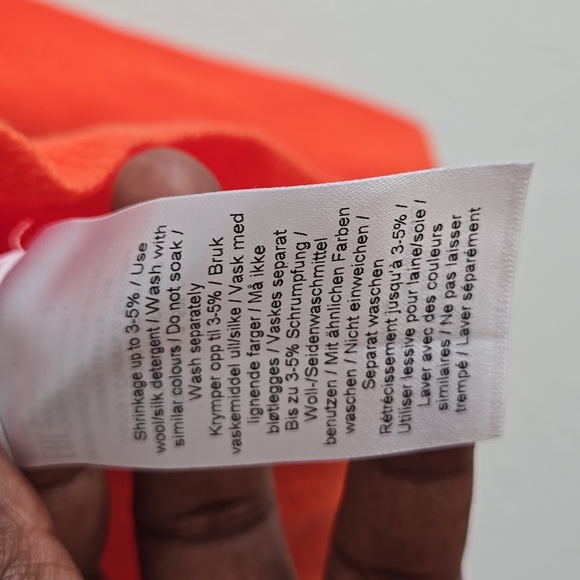 Shrinkage up to 3-5% / Use
wool/silk detergent / Wash with
similar colours / Do not soak /
Wash separately
Krymper opp til 3-5% / Bruk
vaskemiddel ull/silke / Vask med
lignende farger / Må ikke
bløtlegges / Vaskes separat
Bis zu 3-5% Schrumpfung /
Woll-/Seidenwaschmittel
benutzen / Mit ähnlichen Farben
waschen / Nicht einweichen /
Separat waschen
Rétrécissement jusqu'à 3-5% /
Utiliser lessive pour laine/soie /
Laver avec des couleurs
similaires / Ne pas laisser
trempé / Laver séparément